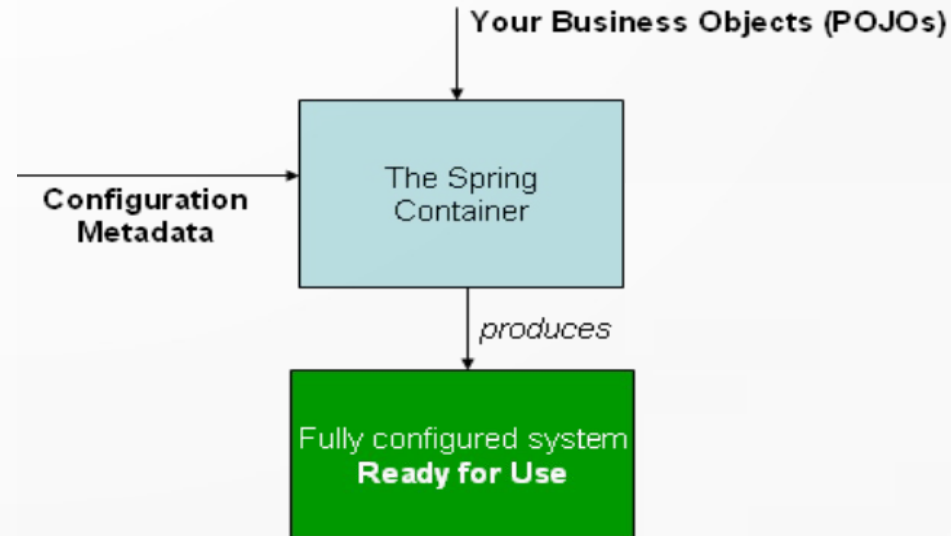 Your Business Objects (POJOs)
The Spring
Container
Configuration
Metadata
produces
Fully configured system
Ready for Use